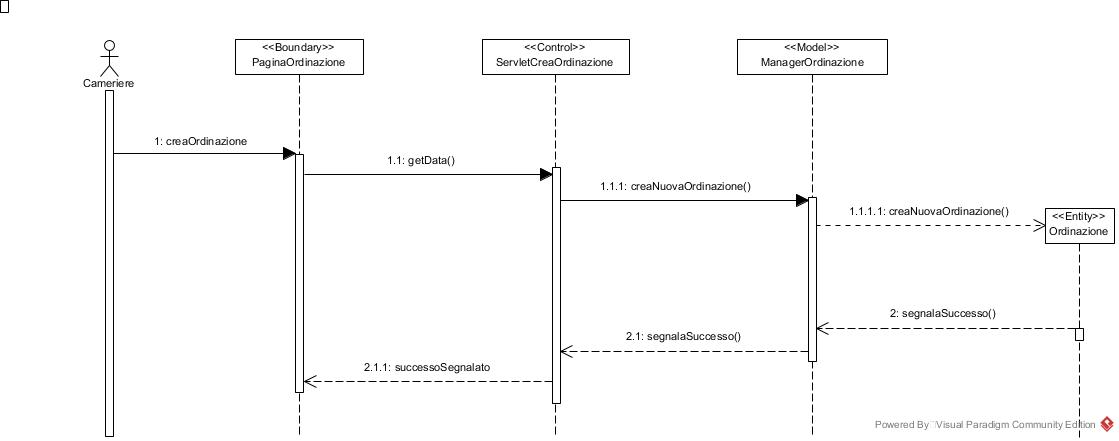 <<Boundary>>
PaginaOrdinazione
<<Control>>
ServletCreaOrdinazione
<<Model>>
ManagerOrdinazione
Cameriere
1: creaOrdinazione
1.1: getData()
1.1.1: creaNuovaOrdinazione()
1.1.1.1: creaNuovaOrdinazione()
<<Entity>>
Ordinazione
2: segnalaSuccesso()
2.1: segnalaSuccesso()
2.1.1: successoSegnalato
Powered By Visual Paradigm Community Edition